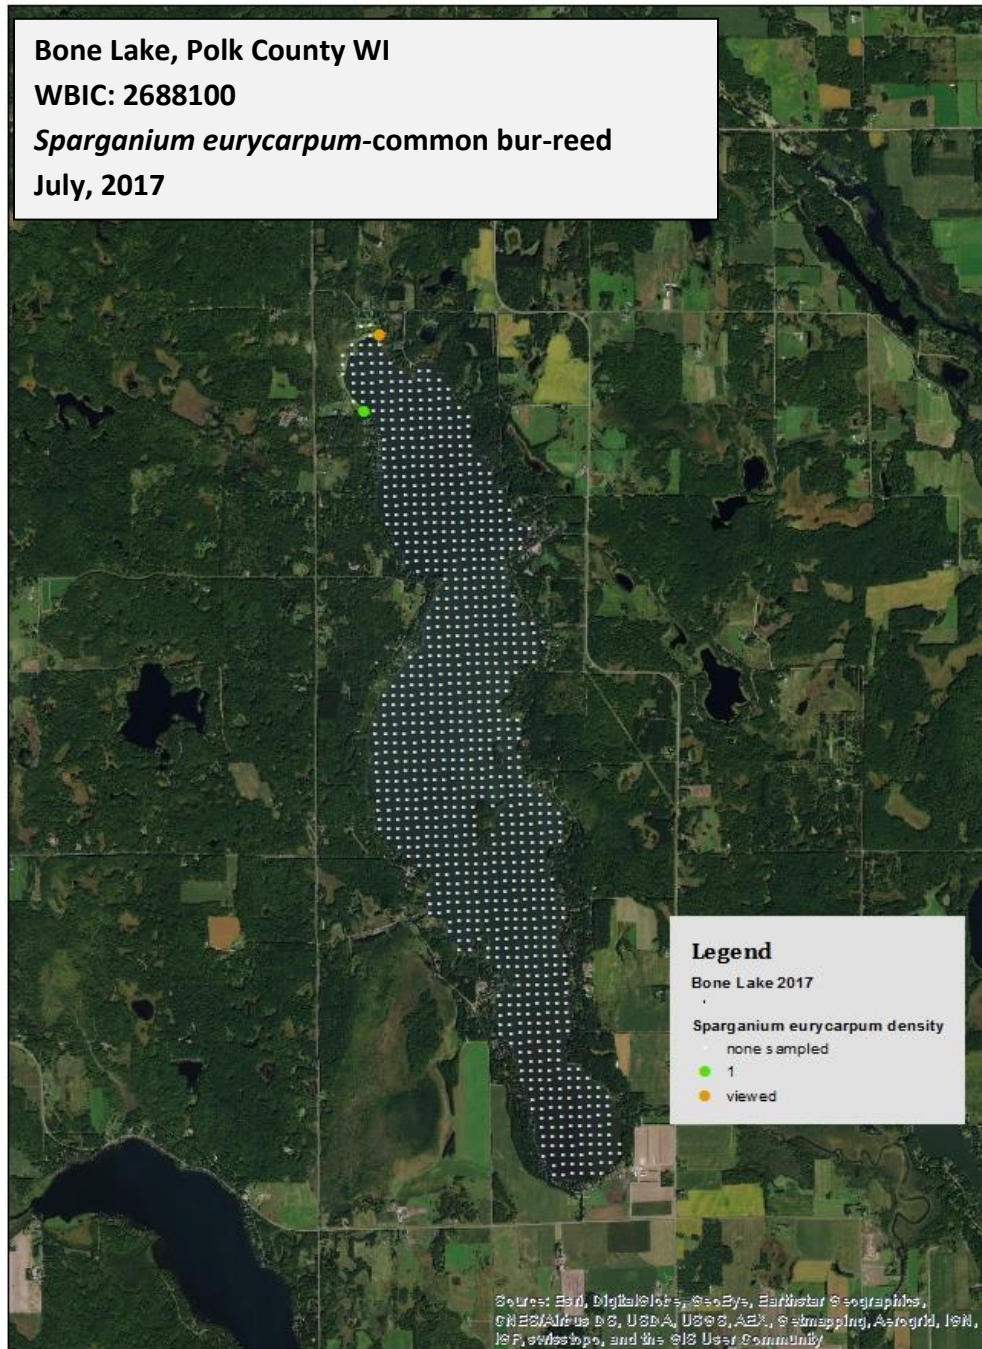 Bone Lake, Polk County WI
WBIC: 2688100
Sparganium eurycarpum-common bur-reed
July, 2017
Legend
Bone Lake 2017
Sparganium eurycarpum density
none sampled
1
viewed
Source: Esri, DigitalGlobe, GeoEye, Earthstar Geographics,
CNES/Airbus DS, USDA, USGS, AEX, Getmapping, Aerogrid, IGN,
IGP, swisstopo, and the GIS User Community